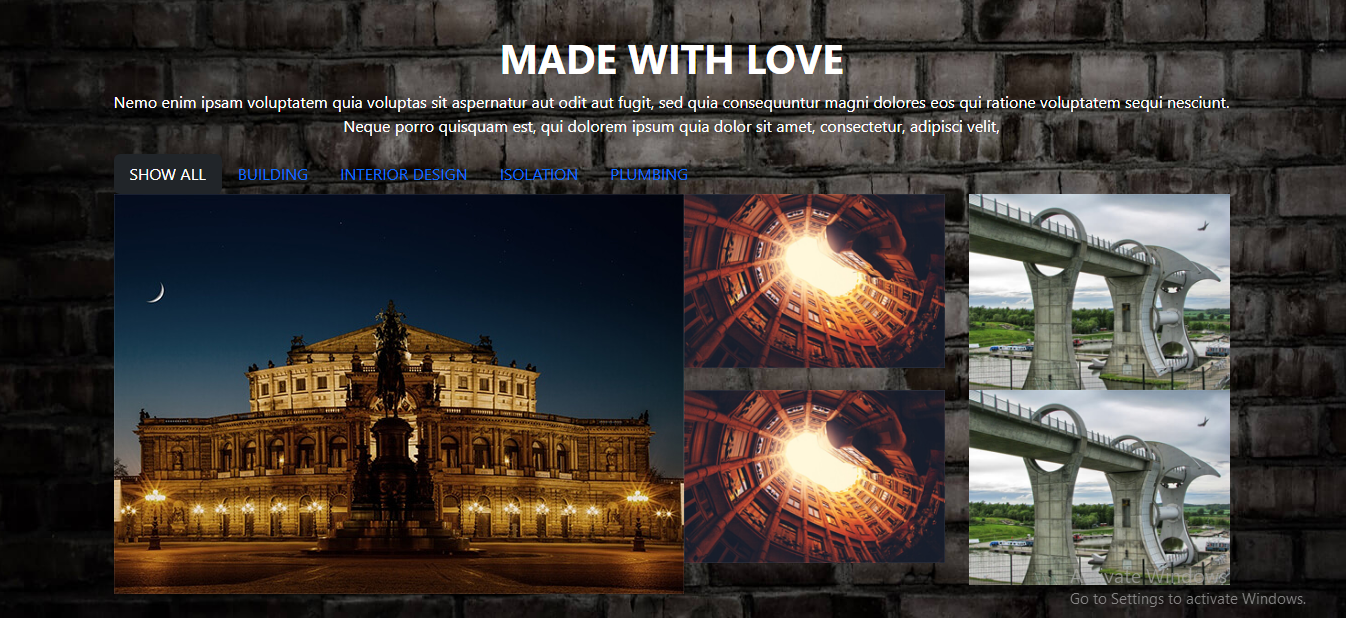 MADE WITH LOVE
Nemo enim ipsam voluptatem quia voluptas sit aspernatur aut odit aut fugit, sed quia consequuntur magni dolores eos qui ratione voluptatem sequi nesciunt.
Neque porro quisquam est, qui dolorem ipsum quia dolor sit amet, consectetur, adipisci velit,
SHOW ALL BUILDING INTERIOR DESIGN ISOLATION PLUMBING
Activate Windows
Go to Settings to activate Windows.